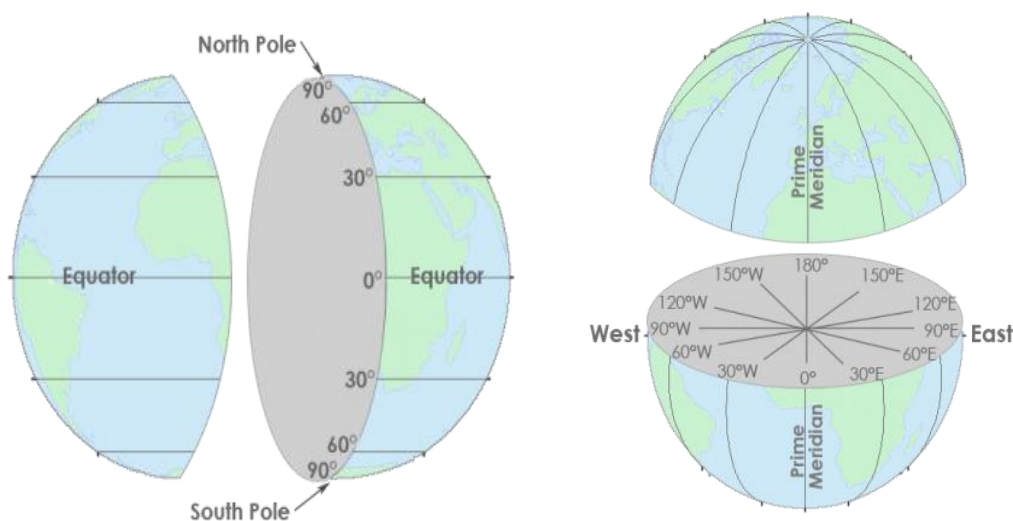 North Pole
90°
60°
30°
Equator
0°
Equator
30°
60°
90°
South Pole
Prime
Meridian
180°
150°W
150°E
120°W
120°E
West
90°W
90°E
East
60°W
60°E
30°W
0°
30°E
Prime
Meridian